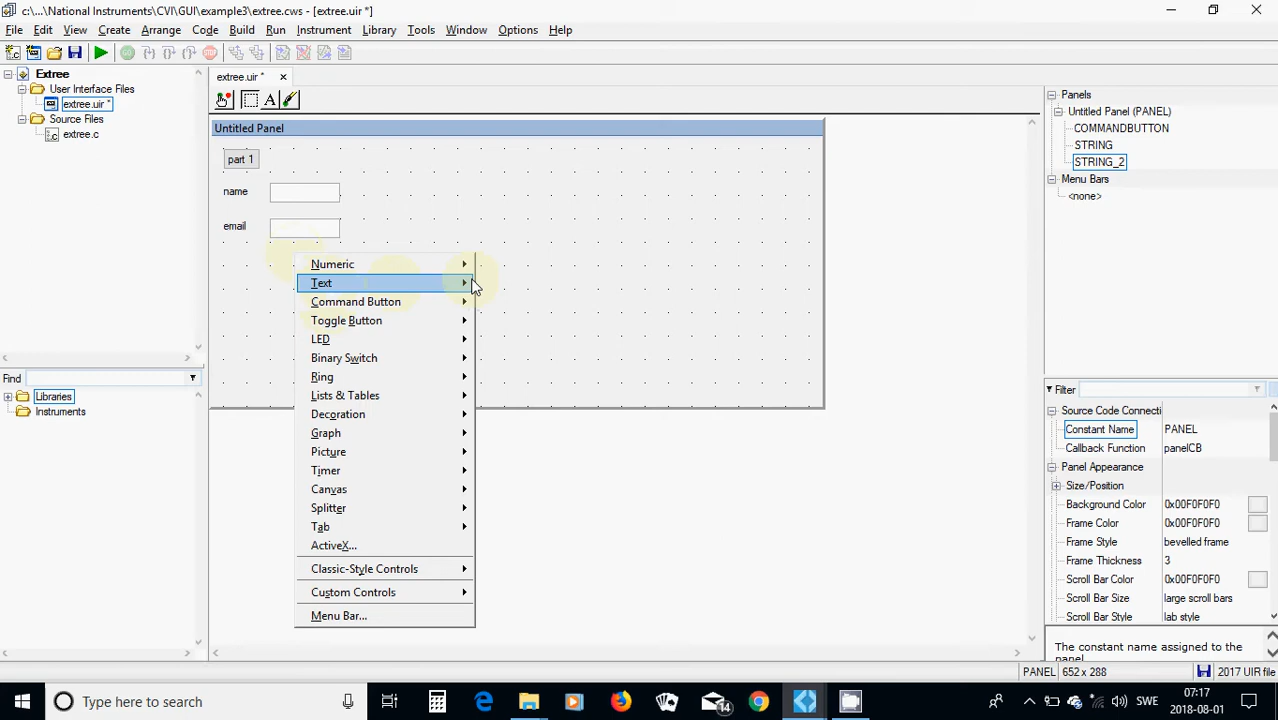 c:\...\National Instruments\CVI\GUI\example3\extree.cws - [extree.uir *]
File Edit View Create Arrange Code Build Run Instrument Library Tools Window Options Help
Extree
User Interface Files
extree.uir *
Source Files
extree.c
extree.uir *
Untitled Panel
part 1
name
email
Numeric
Text
Command Button
Toggle Button
LED
Binary Switch
Ring
Lists & Tables
Decoration
Graph
Picture
Timer
Canvas
Splitter
Tab
ActiveX...
Classic-Style Controls
Custom Controls
Menu Bar...
Find
Libraries
Instruments
Panels
Untitled Panel (PANEL)
COMMANDBUTTON
STRING
STRING_2
Menu Bars
<none>
Filter
Source Code Connecti
Constant Name PANEL
Callback Function panelCB
Panel Appearance
Size/Position
Background Color 0x00F0F0F0
Frame Color 0x00F0F0F0
Frame Style bevelled frame
Frame Thickness 3
Scroll Bar Color 0x00F0F0F0
Scroll Bar Size large scroll bars
Scroll Bar Style lab style
The constant name assigned to the
panel
PANEL 652 x 288 2017 UIR file
Type here to search
14
SWE
07:17
2018-08-01